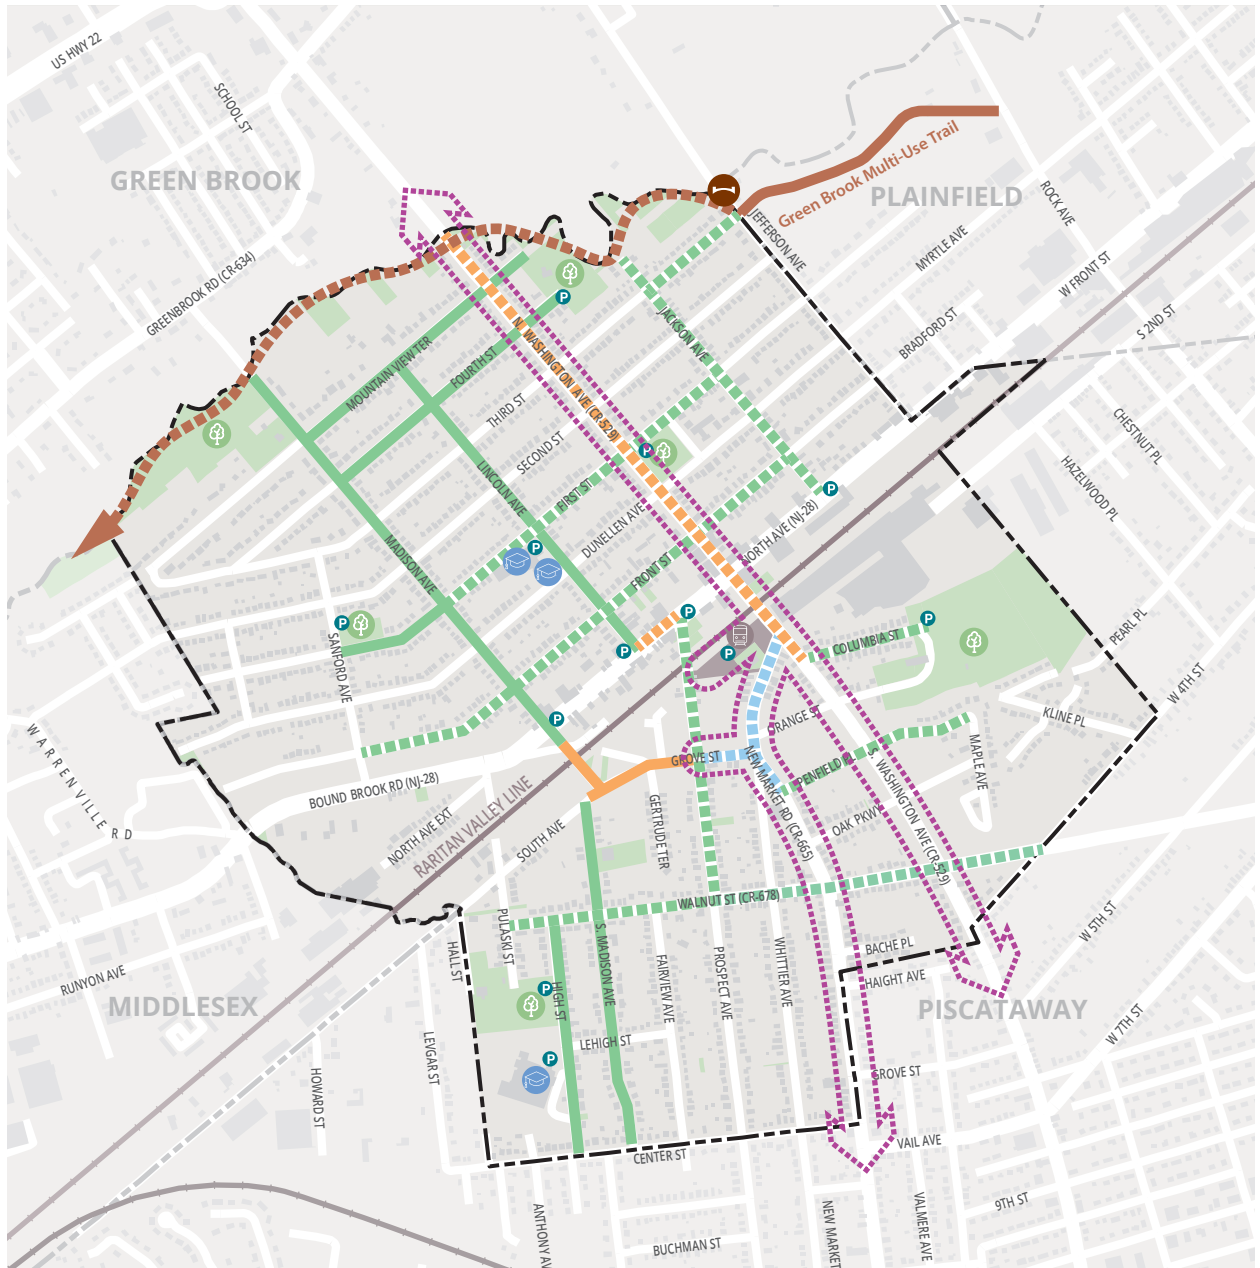 US HWY 22
SCHOOL ST
GREEN BROOK
Green Brook Multi-Use Trail
PLAINFIELD
ROCK AVE
JEFFERSON AVE
MYRTLE AVE
W FRONT ST
GREENBROOK RD (CR-634)
BRADFORD ST
S 2ND ST
JACKSON AVE
N. WASHINGTON AVE (CR-529)
MOUNTAIN VIEW TER
FOURTH ST
THIRD ST
SECOND ST
CHESTNUT PL
HAZELWOOD PL
LINCOLN AVE
FIRST ST
P
P
P
DUNELLEN AVE
NORTH AVE (NJ-28)
MADISON AVE
P
FRONT ST
P
P
P
COLUMBIA ST
PEARL PL
SANFORD AVE
P
P
W 4TH ST
P
ORANGE ST
KLINE PL
WARRENVILLE RD
GROVE ST
NEW MARKET RD (CR-665)
PENFIELD PL
S. WASHINGTON AVE (CR-529)
MAPLE AVE
BOUND BROOK RD (NJ-28)
NORTH AVE EXT
RARITAN VALLEY LINE
SOUTH AVE
GERTRUDE TER
OAK PKWY
WALNUT ST (CR-678)
W 5TH ST
PULASKI ST
HALL ST
S. MADISON AVE
FAIRVIEW AVE
PROSPECT AVE
WHITTIER AVE
BACHE PL
HAIGHT AVE
RUNYON AVE
MIDDLESEX
PISCATAWAY
P
HIGH ST
LEHIGH ST
W 7TH ST
LEVGAR ST
HOWARD ST
P
GROVE ST
VAIL AVE
CENTER ST
ANTHONY AV
BUCHMAN ST
NEW MARKET
VALMERE AVE
9TH ST